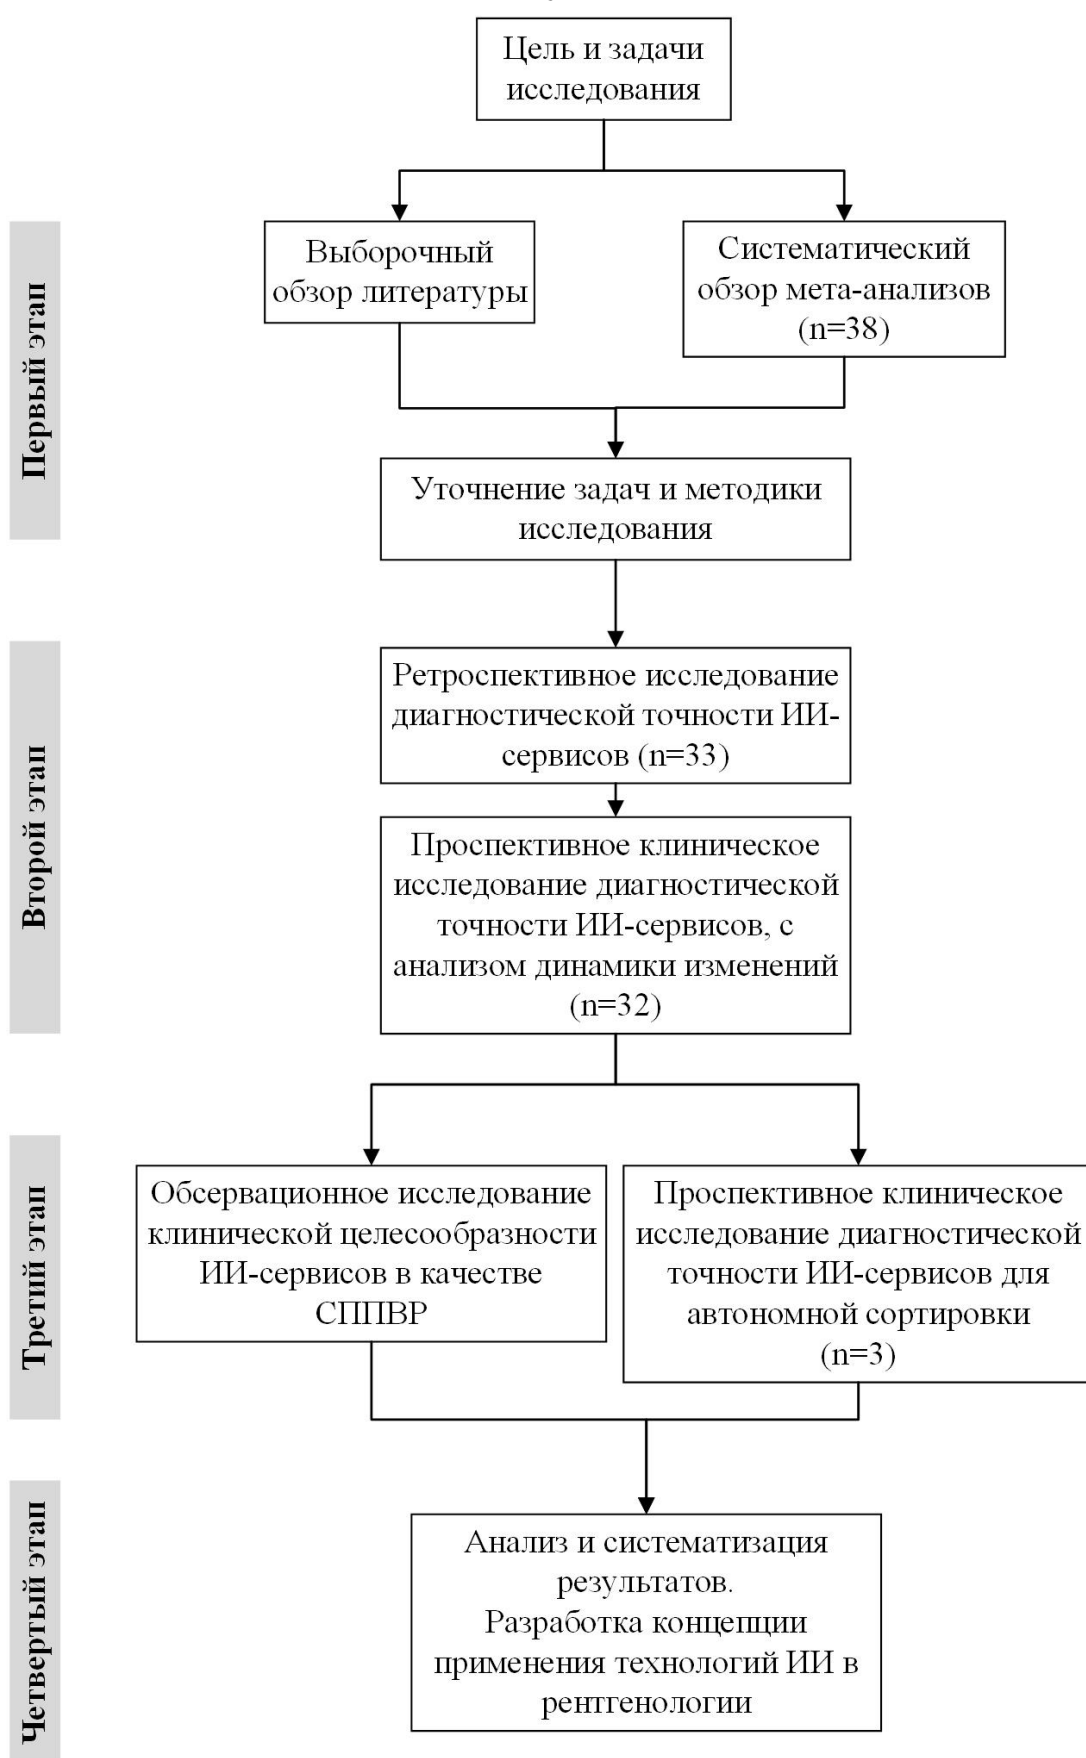 Цель и задачи
исследования
Первый этап
Выборочный
обзор литературы
Систематический
обзор мета-анализов
(n=38)
Уточнение задач и методики
исследования
Второй этап
Ретроспективное исследование
диагностической точности ИИ-
сервисов (n=33)
Проспективное клиническое
исследование диагностической
точности ИИ-сервисов, с
анализом динамики изменений
(n=32)
Третий этап
Обсервационное исследование
клинической целесообразности
ИИ-сервисов в качестве
СППВР
Проспективное клиническое
исследование диагностической
точности ИИ-сервисов для
автономной сортировки
(n=3)
Четвертый этап
Анализ и систематизация
результатов.
Разработка концепции
применения технологий ИИ в
рентгенологии